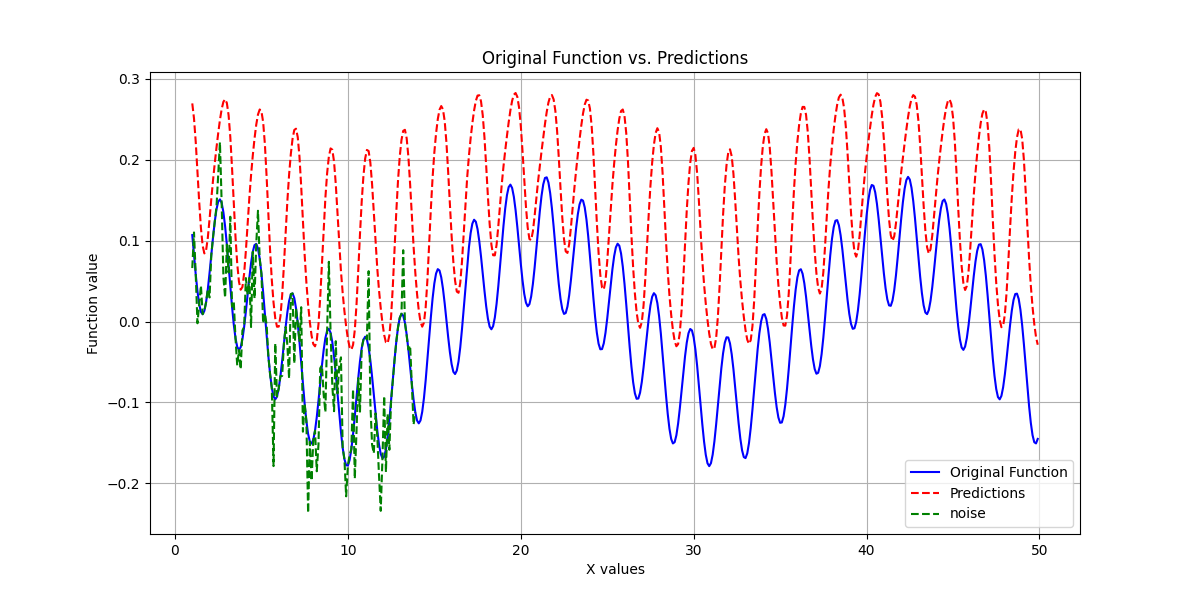 Original Function vs. Predictions
0.3
0.2
0.1
0.0
−0.1
−0.2
Function value
0 10 20 30 40 50
X values
Original Function
Predictions
noise